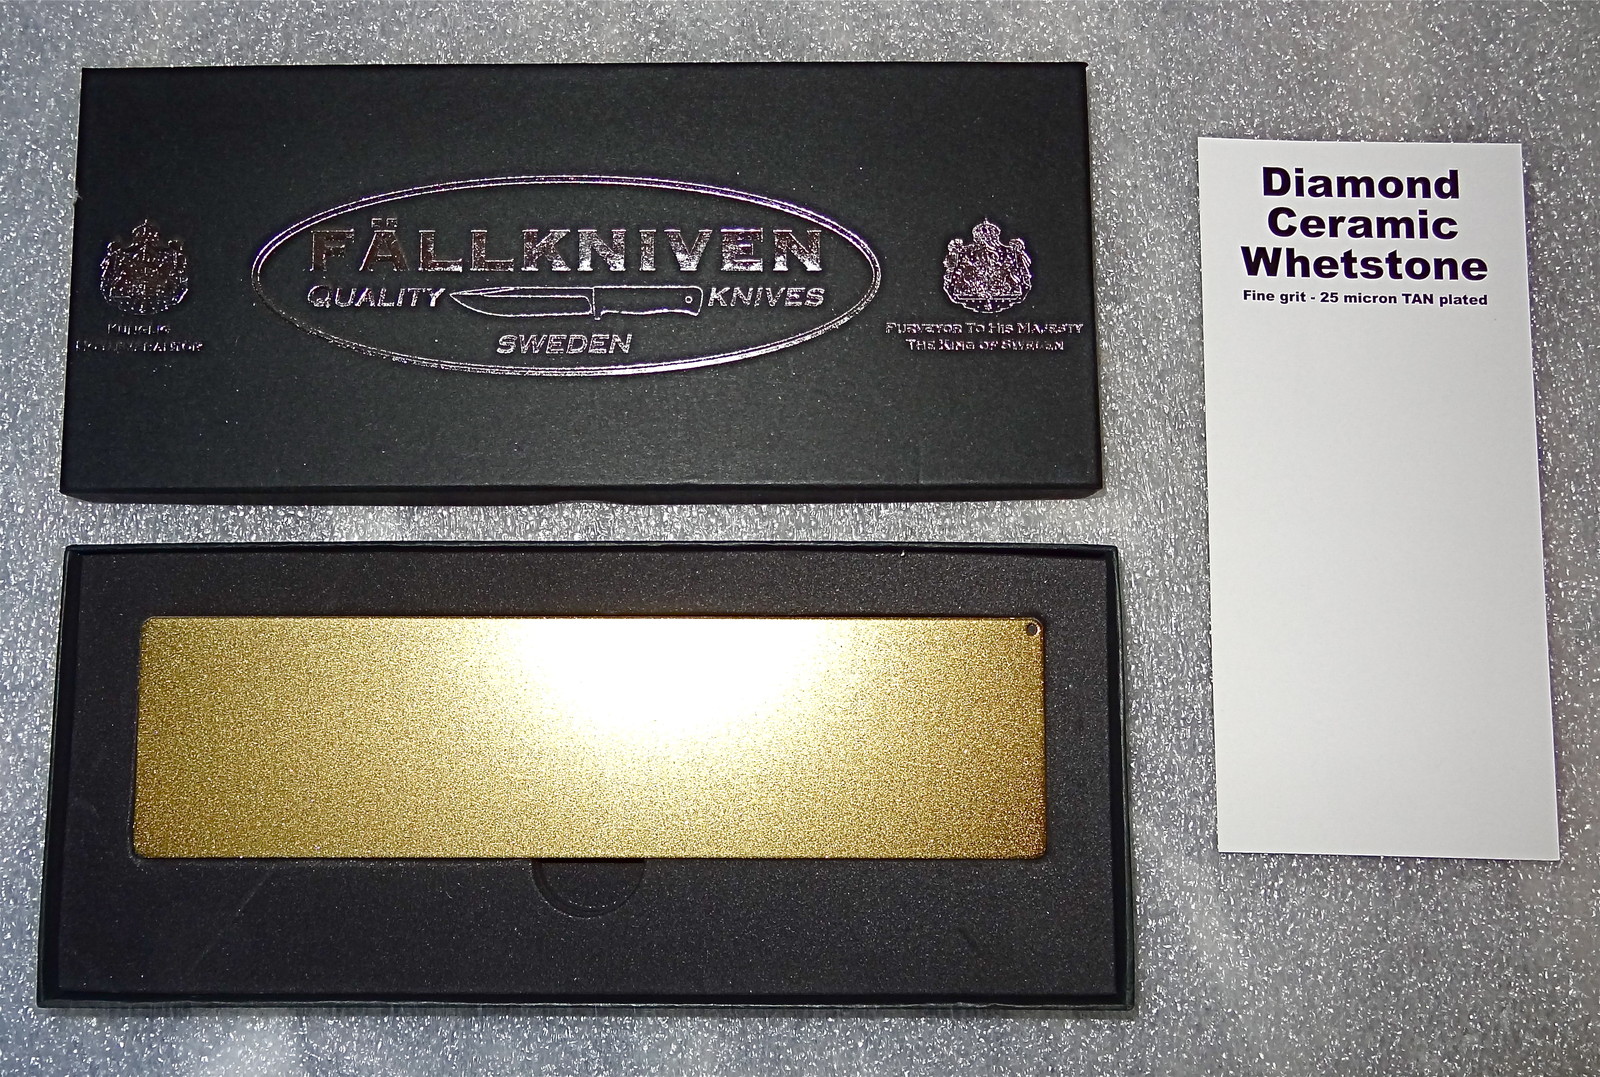 FÄLLKNIVEN
QUALITY KNIVES
SWEDEN
KUNGLIG
PURVEYOR TO HIS MAJESTY
THE KING OF SWEDEN
Diamond
Ceramic
Whetstone
Fine grit - 25 micron TAN plated